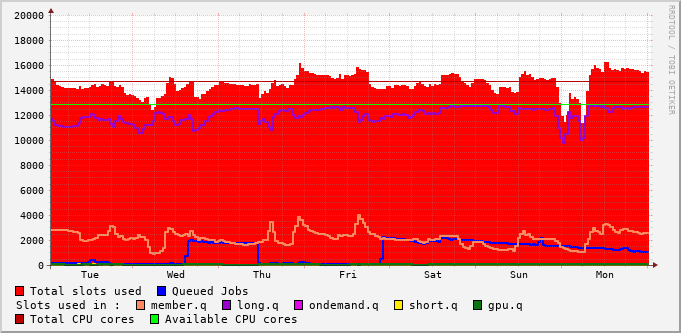 20000
18000
16000
14000
12000
10000
8000
6000
4000
2000
0
Tue Wed Thu Fri Sat Sun Mon
RRDTOOL / TOBI OETIKER
Total slots used Queued Jobs
Slots used in : member.q long.q ondemand.q short.q gpu.q
Total CPU cores Available CPU cores